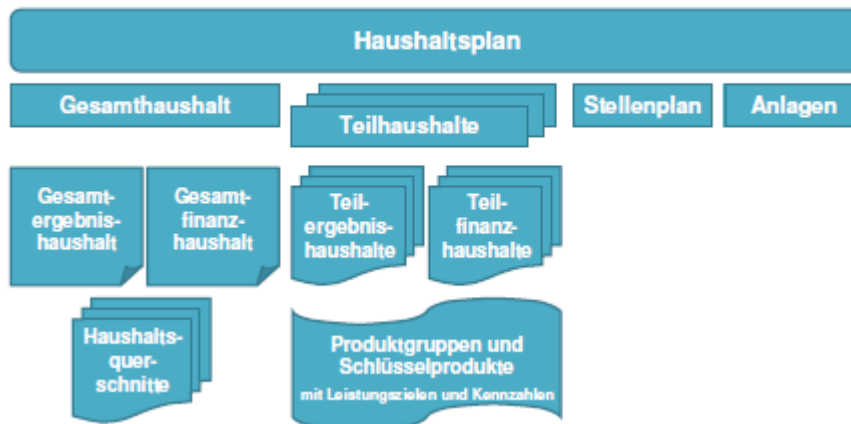 Haushaltsplan
Gesamthaushalt
Teilhaushalte
Stellenplan
Anlagen
Gesamt-
ergebnis-
haushalt
Gesamt-
finanz-
haushalt
Teil-
ergebnis-
haushalte
Teil-
finanz-
haushalte
Haushalts-
quer-
schnitte
Produktgruppen und
Schlüsselprodukte
mit Leistungszielen und Kennzahlen